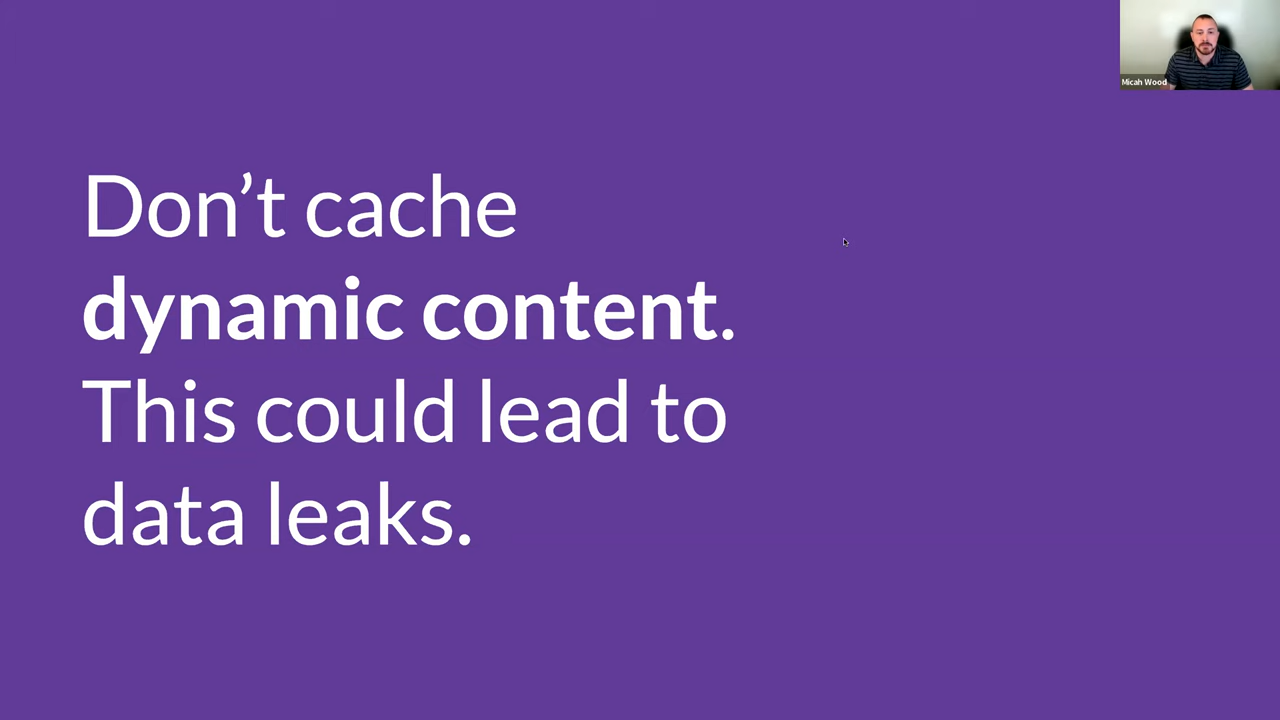 Micah Wood
Don’t cache
dynamic content.
This could lead to
data leaks.